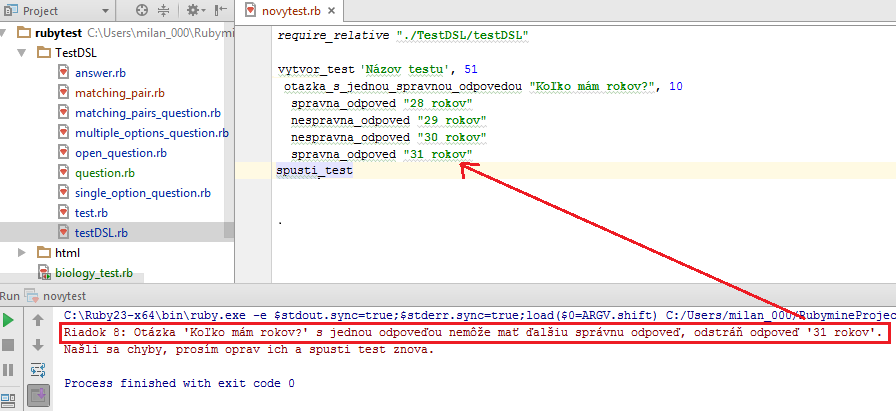 Project
novytest.rb
rubytest C:\Users\milan_000\Rubymi
TestDSL
answer.rb
matching_pair.rb
matching_pairs_question.rb
multiple_options_question.rb
open_question.rb
question.rb
single_option_question.rb
test.rb
testDSL.rb
html
biology_test.rb
require_relative "./TestDSL/testDSL"
vytvor_test 'Názov testu', 51
otazka_s_jednou_spravnou_odpovedou "Koľko mám rokov?", 10
spravna_odpoved "28 rokov"
nespravna_odpoved "29 rokov"
nespravna_odpoved "30 rokov"
spravna_odpoved "31 rokov"
spusti_test
.
Run novytest
C:\Ruby23-x64\bin\ruby.exe -e $stdout.sync=true;$stderr.sync=true;load($0=ARGV.shift) C:/Users/milan_000/RubymineProjec
Riadok 8: Otázka 'Koľko mám rokov?' s jednou odpoveďou nemôže mať ďalšiu správnu odpoveď, odstráň odpoveď '31 rokov'.
Našli sa chyby, prosím oprav ich a spusti test znova.
Process finished with exit code 0